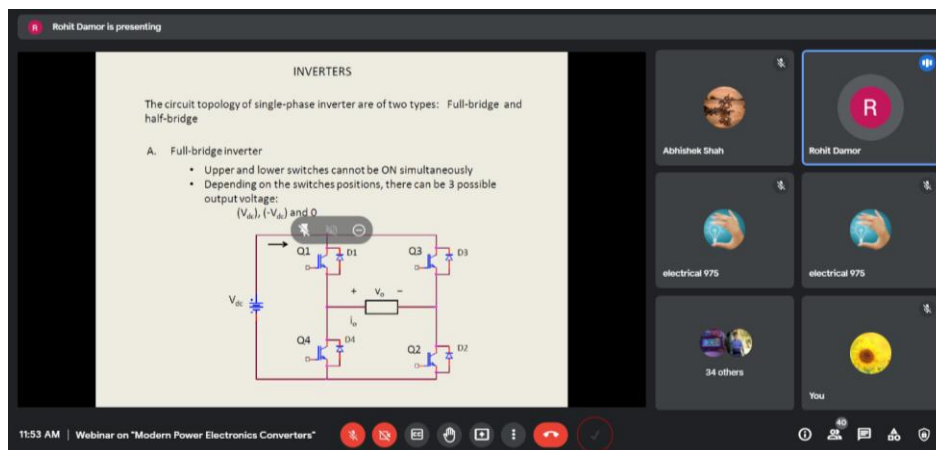 R Rohit Damor is presenting
INVERTERS
The circuit topology of single-phase inverter are of two types: Full-bridge and
half-bridge
A. Full-bridge inverter
• Upper and lower switches cannot be ON simultaneously
• Depending on the switches positions, there can be 3 possible
output voltage:
(Vdc), (-Vdc) and 0
Q1 D1 Q3 D3
Vdc
+ vo −
io
Q4 D4 Q2 D2
Abhishek Shah
R
Rohit Damor
electrical 975
electrical 975
34 others
You
11:53 AM | Webinar on "Modern Power Electronics Converters"
CC
40